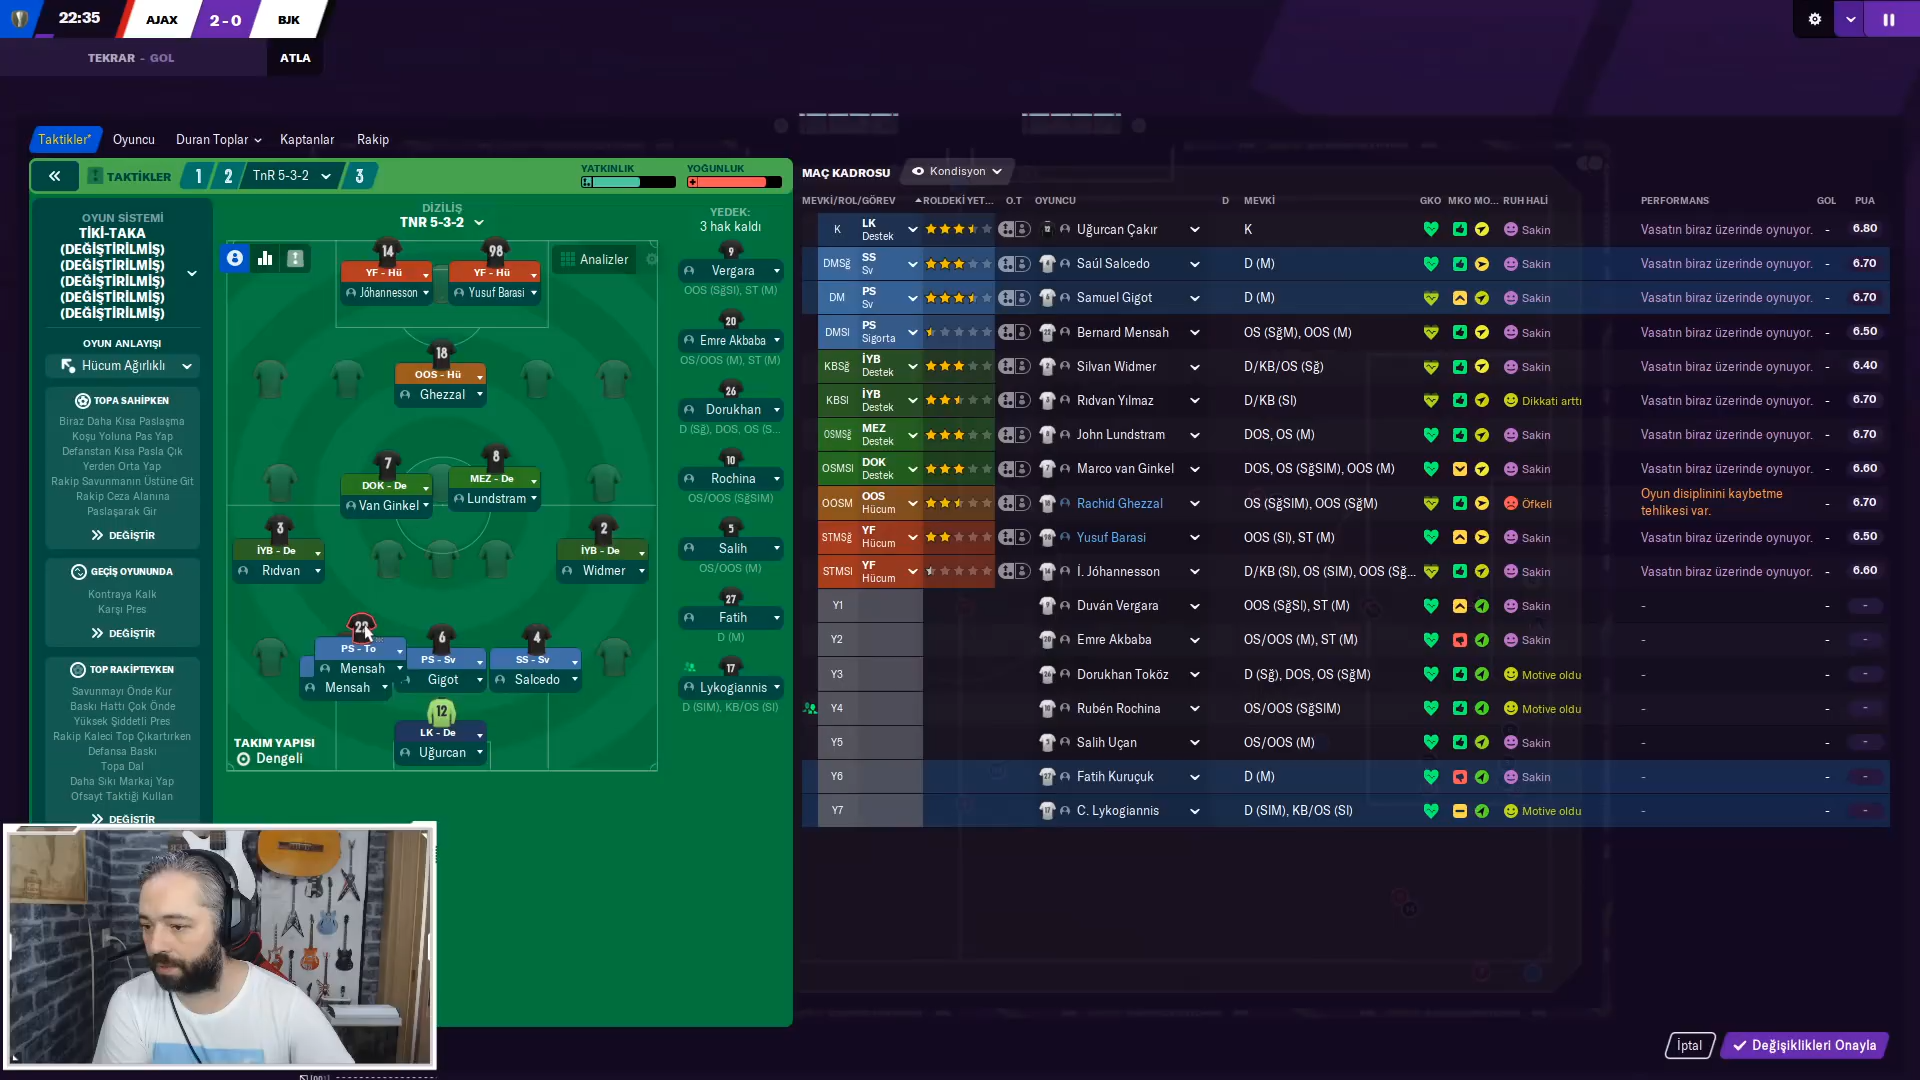 22:35
AJAX
2 - 0
BJK
TEKRAR - GOL
ATLA
Taktikler*
Oyuncu
Duran Toplar
Kaptanlar
Rakip
TAKTİKLER
1
2
TnR 5-3-2
3
YATKINLIK
YOĞUNLUK
OYUN SİSTEMİ
TİKİ-TAKA
(DEĞİŞTİRİLMİŞ)
(DEĞİŞTİRİLMİŞ)
(DEĞİŞTİRİLMİŞ)
(DEĞİŞTİRİLMİŞ)
(DEĞİŞTİRİLMİŞ)
OYUN ANLAYIŞI
Hücum Ağırlıklı
TOPA SAHİPKEN
Biraz Daha Kısa Paslaşma
Koşu Yoluna Pas Yap
Defanstan Kısa Pasla Çık
Yerden Orta Yap
Rakip Savunmanın Üstüne Git
Rakip Ceza Alanına
Paslaşarak Gir
DEĞİŞTİR
GEÇİŞ OYUNUNDA
Kontraya Kalk
Karşı Pres
DEĞİŞTİR
TOP RAKİPTEYKEN
Savunmayı Önde Kur
Baskı Hattı Çok Önde
Yüksek Şiddetli Pres
Rakip Kaleci Top Çıkartırken
Defansa Baskı
Topa Dal
Daha Sıkı Markaj Yap
Ofsayt Taktiği Kullan
DEĞİŞTİR
DİZİLİŞ
TNR 5-3-2
Analizler
14
YF - Hü
Jóhannesson
98
YF - Hü
Yusuf Barasi
18
OOS - Hü
Ghezzal
7
DOK - De
Van Ginkel
8
MEZ - De
Lundstram
3
İYB - De
Rıdvan
2
İYB - De
Widmer
PS - To
Mensah
Mensah
6
PS - Sv
Gigot
4
SS - Sv
Salcedo
12
LK - De
Uğurcan
TAKIM YAPISI
Dengeli
YEDEK:
3 hak kaldı
9
Vergara
OOS (SğSI), ST (M)
20
Emre Akbaba
OS/OOS (M), ST (M)
26
Dorukhan
D (Sğ), DOS, OS (S...
10
Rochina
OS/OOS (SğSIM)
5
Salih
OS/OOS (M)
27
Fatih
D (M)
17
Lykogiannis
D (SIM), KB/OS (SI)
MAÇ KADROSU
Kondisyon
MEVKİ/ROL/GÖREV ROLDEKİ YET... O.T OYUNCU D MEVKİ GKO MKO MO... RUH HALİ PERFORMANS GOL PUA
K LK Destek Uğurcan Çakır K Sakin Vasatın biraz üzerinde oynuyor. - 6.80
DMSğ SS Sv Saúl Salcedo D (M) Sakin Vasatın biraz üzerinde oynuyor. - 6.70
DM PS Sv Samuel Gigot D (M) Sakin Vasatın biraz üzerinde oynuyor. - 6.70
DMSI PS Sigorta Bernard Mensah OS (SğM), OOS (M) Sakin Vasatın biraz üzerinde oynuyor. - 6.50
KBSğ İYB Destek Silvan Widmer D/KB/OS (Sğ) Sakin Vasatın biraz üzerinde oynuyor. - 6.40
KBSI İYB Destek Rıdvan Yılmaz D/KB (SI) Dikkati arttı Vasatın biraz üzerinde oynuyor. - 6.70
OSMSğ MEZ Destek John Lundstram DOS, OS (M) Sakin Vasatın biraz üzerinde oynuyor. - 6.70
OSMSI DOK Destek Marco van Ginkel DOS, OS (SğSIM), OOS (M) Sakin Vasatın biraz üzerinde oynuyor. - 6.60
OOSM OOS Hücum Rachid Ghezzal OS (SğSIM), OOS (SğM) Öfkeli Oyun disiplinini kaybetme tehlikesi var. - 6.70
STMSğ YF Hücum Yusuf Barasi OOS (SI), ST (M) Sakin Vasatın biraz üzerinde oynuyor. - 6.50
STMSI YF Hücum İ. Jóhannesson D/KB (SI), OS (SIM), OOS (Sğ... Sakin Vasatın biraz üzerinde oynuyor. - 6.60
Y1 Duván Vergara OOS (SğSI), ST (M) Sakin - - -
Y2 Emre Akbaba OS/OOS (M), ST (M) Sakin - - -
Y3 Dorukhan Toköz D (Sğ), DOS, OS (SğM) Motive oldu - - -
Y4 Rubén Rochina OS/OOS (SğSIM) Motive oldu - - -
Y5 Salih Uçan OS/OOS (M) Sakin - - -
Y6 Fatih Kuruçuk D (M) Sakin - - -
Y7 C. Lykogiannis D (SIM), KB/OS (SI) Motive oldu - - -
İptal
Değişiklikleri Onayla